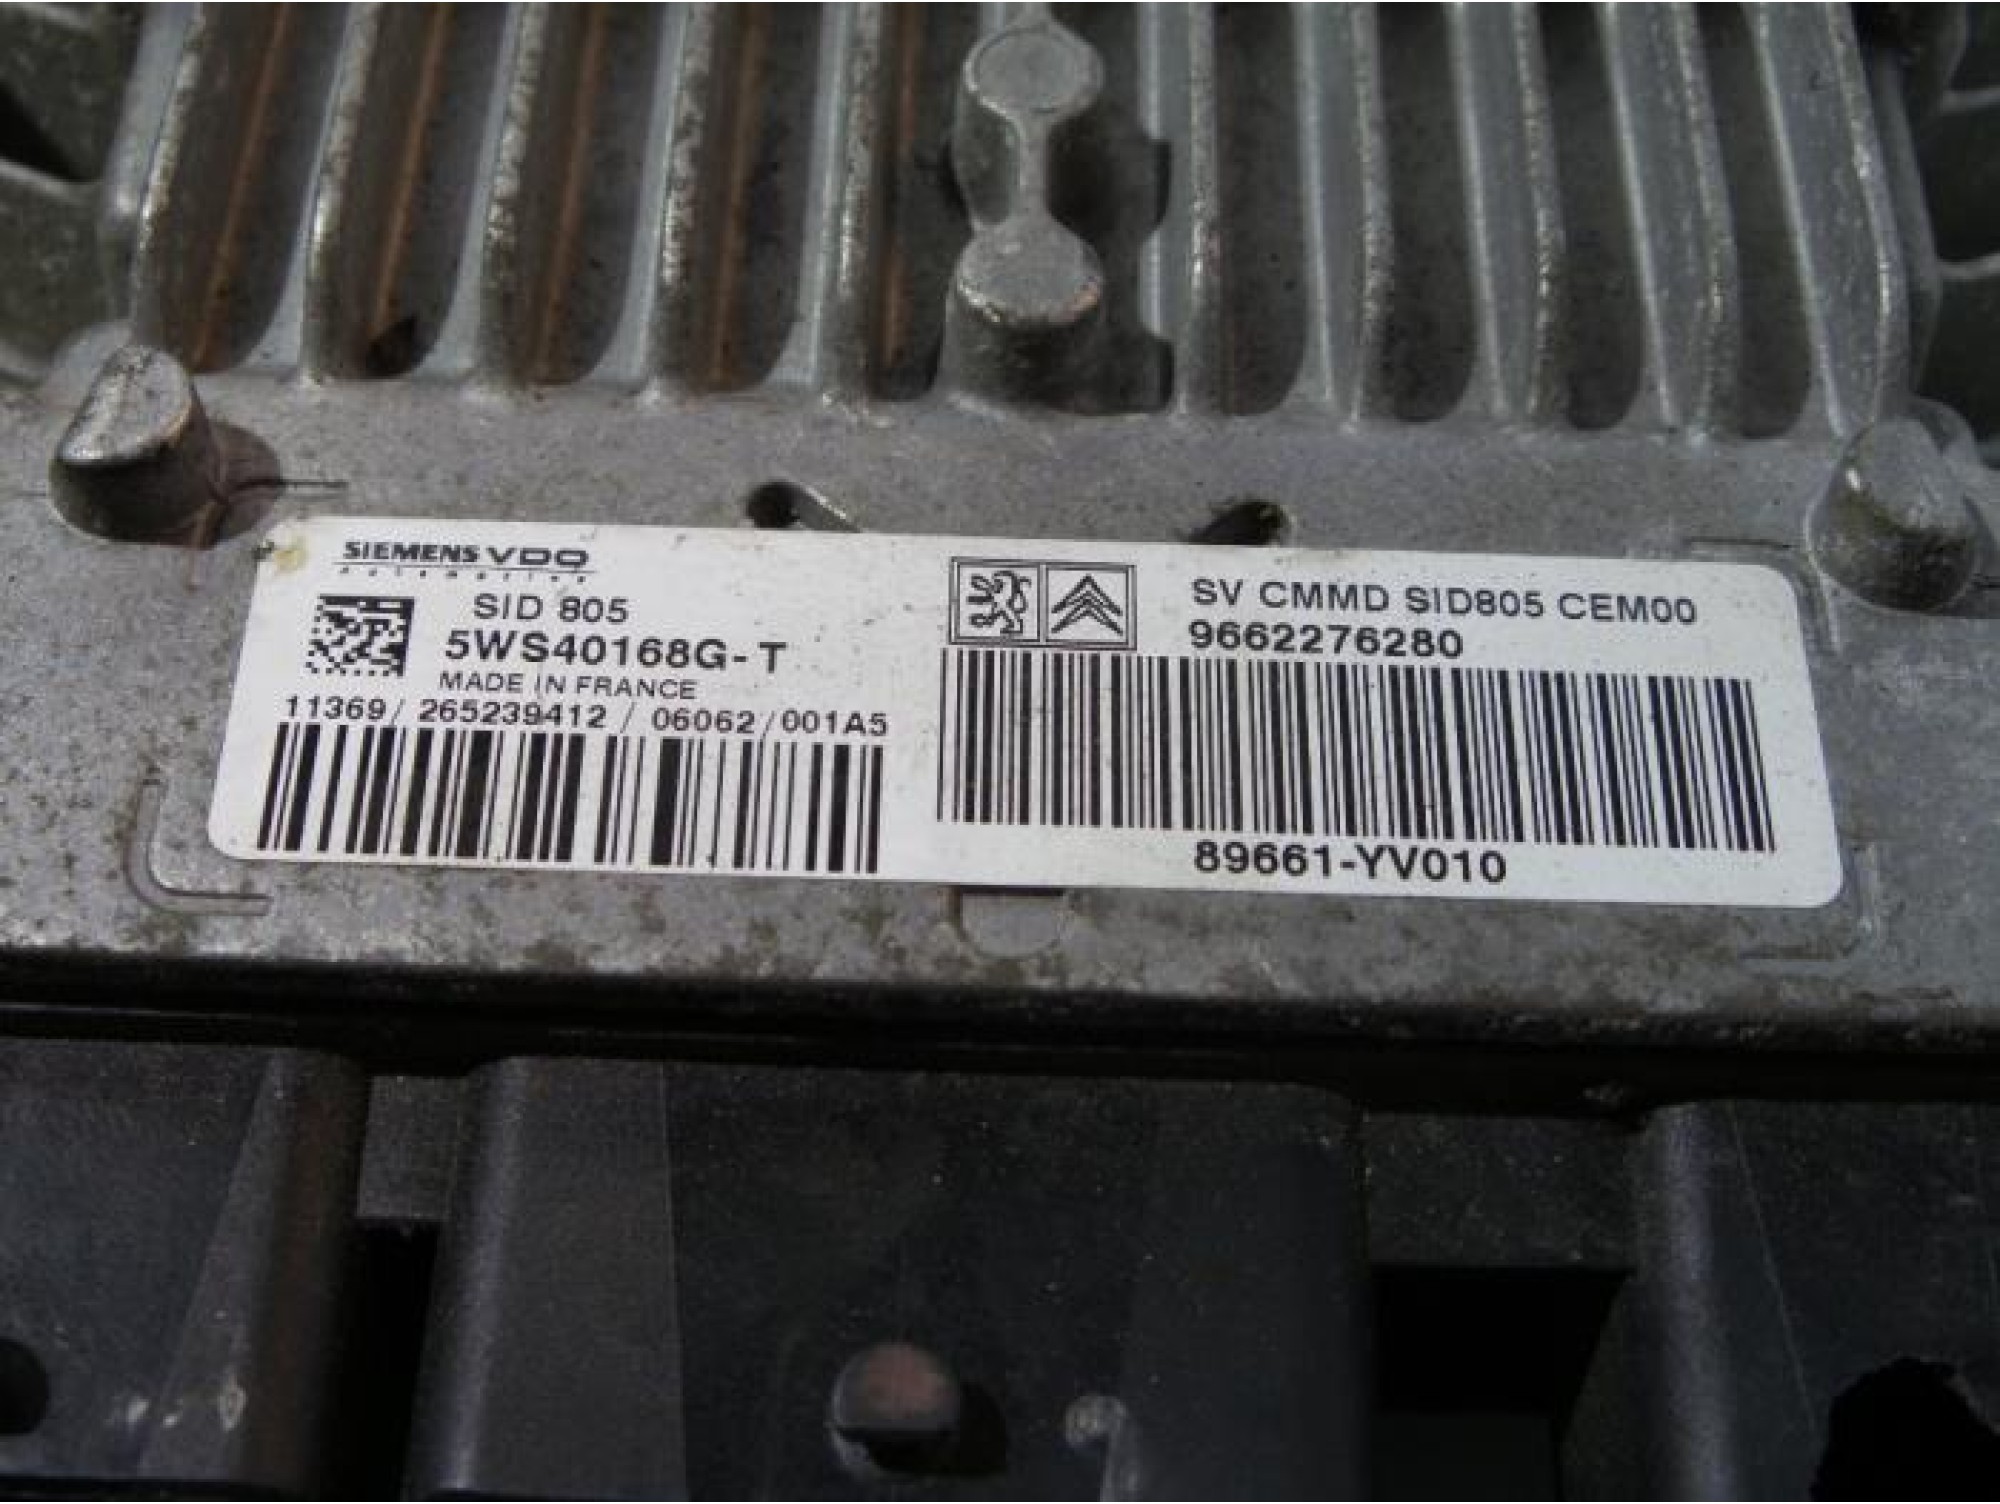 SIEMENS VDO
Automotive
SID 805
5WS40168G-T
MADE IN FRANCE
11369/ 265239412 / 06062/001A5
SV CMMD SID805 CEM00
9662276280
89661-YV010